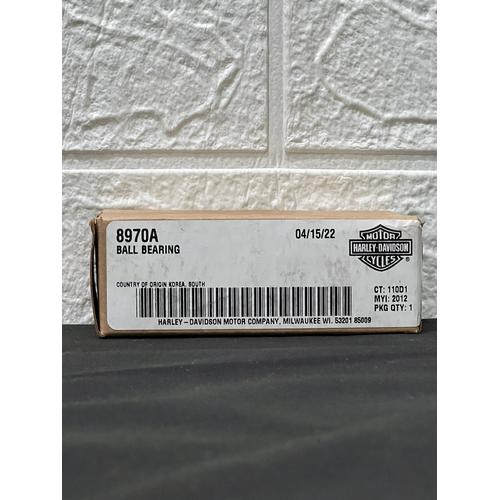 8970A
BALL BEARING
04/15/22
MOTOR
HARLEY-DAVIDSON
CYCLES
®
COUNTRY OF ORIGIN KOREA, SOUTH
CT: 110D1
MYI: 2012
PKG QTY: 1
HARLEY-DAVIDSON MOTOR COMPANY, MILWAUKEE WI. 53201 85009